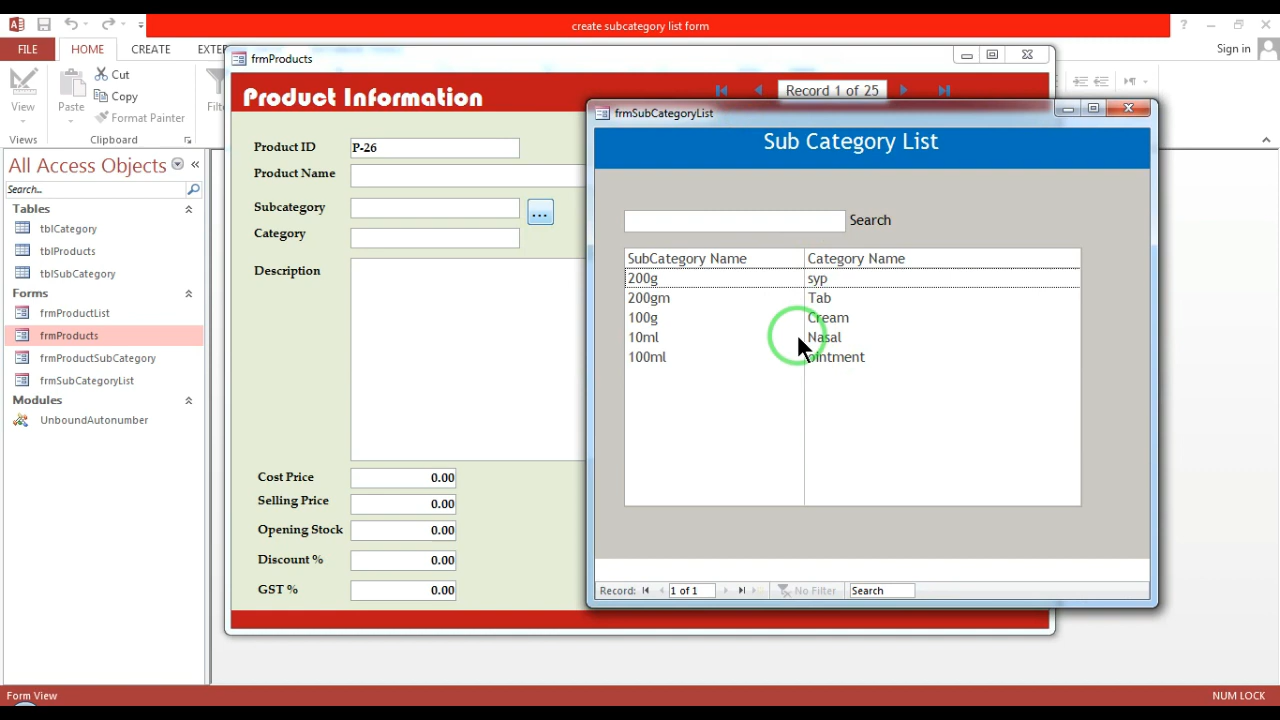 create subcategory list form
?
Sign in
FILE
HOME
CREATE
EXTER
View
Views
Paste
Cut
Copy
Format Painter
Clipboard
Filt
All Access Objects
Search...
Tables
tblCategory
tblProducts
tblSubCategory
Forms
frmProductList
frmProducts
frmProductSubCategory
frmSubCategoryList
Modules
UnboundAutonumber
frmProducts
Product Information
Record 1 of 25
Product ID
P-26
Product Name
Subcategory
...
Category
Description
Cost Price
0.00
Selling Price
0.00
Opening Stock
0.00
Discount %
0.00
GST %
0.00
frmSubCategoryList
Sub Category List
Search
SubCategory Name Category Name
200g syp
200gm Tab
100g Cream
10ml Nasal
100ml ointment
Record: 1 of 1 No Filter Search
Form View
NUM LOCK